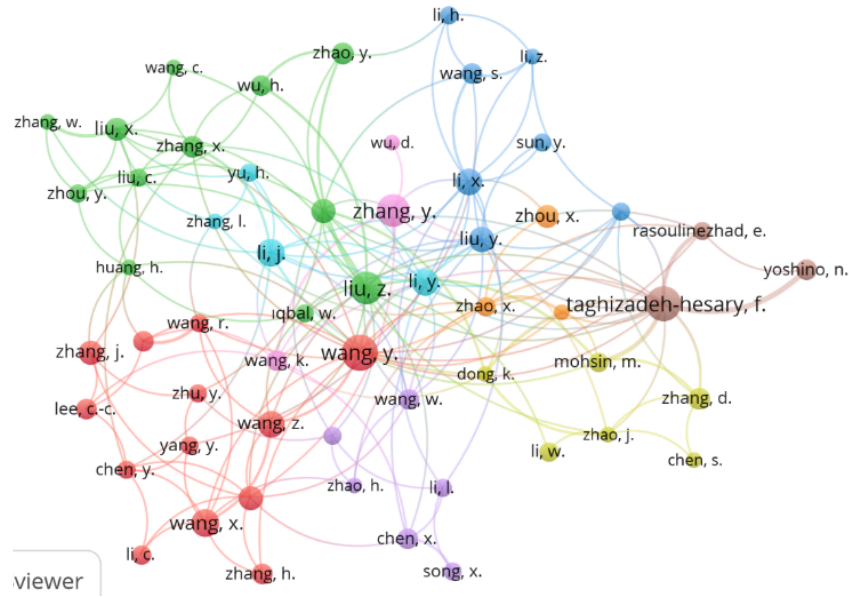 li, h.
zhao, y.
li, z.
wang, c.
wang, s.
wu, h.
zhang, w.
liu, x.
wu, d.
sun, y.
zhang, x.
yu, h.
liu, c.
li, x.
zhou, y.
zhang, y.
zhou, x.
zhang, l.
rasoulinezhad, e.
li, j.
liu, y.
huang, h.
yoshino, n.
li, y.
liu, z.
taghizadeh-hesary, f.
zhao, x.
iqbal, w.
wang, r.
zhang, j.
wang, y.
wang, k.
mohsin, m.
dong, k.
zhu, y.
wang, w.
zhang, d.
lee, c.-c.
wang, z.
zhao, j.
yang, y.
li, w.
chen, s.
chen, y.
zhao, h.
li, l.
wang, x.
chen, x.
li, c.
zhang, h.
song, x.
viewer